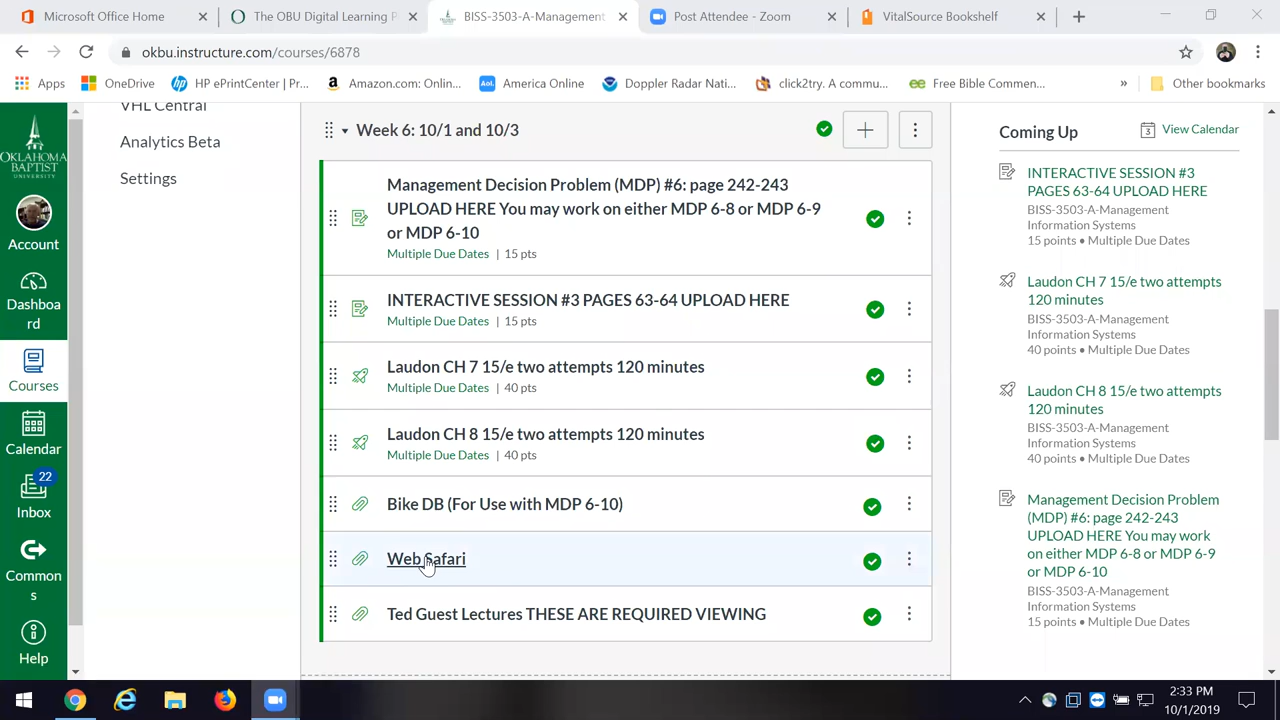 Microsoft Office Home
The OBU Digital Learning P
BISS-3503-A-Management
Post Attendee - Zoom
VitalSource Bookshelf
okbu.instructure.com/courses/6878
Apps
OneDrive
HP ePrintCenter | Pr...
Amazon.com: Onlin...
Aol.
America Online
Doppler Radar Nati...
click2try. A commu...
Free Bible Commen...
»
Other bookmarks
OKLAHOMA
BAPTIST
UNIVERSITY
Account
Dashboa
rd
Courses
Calendar
22
Inbox
Common
s
Help
VHL Central
Analytics Beta
Settings
Week 6: 10/1 and 10/3
Management Decision Problem (MDP) #6: page 242-243
UPLOAD HERE You may work on either MDP 6-8 or MDP 6-9
or MDP 6-10
Multiple Due Dates | 15 pts
INTERACTIVE SESSION #3 PAGES 63-64 UPLOAD HERE
Multiple Due Dates | 15 pts
Laudon CH 7 15/e two attempts 120 minutes
Multiple Due Dates | 40 pts
Laudon CH 8 15/e two attempts 120 minutes
Multiple Due Dates | 40 pts
Bike DB (For Use with MDP 6-10)
Web Safari
Ted Guest Lectures THESE ARE REQUIRED VIEWING
Coming Up
View Calendar
INTERACTIVE SESSION #3
PAGES 63-64 UPLOAD HERE
BISS-3503-A-Management
Information Systems
15 points • Multiple Due Dates
Laudon CH 7 15/e two attempts
120 minutes
BISS-3503-A-Management
Information Systems
40 points • Multiple Due Dates
Laudon CH 8 15/e two attempts
120 minutes
BISS-3503-A-Management
Information Systems
40 points • Multiple Due Dates
Management Decision Problem
(MDP) #6: page 242-243
UPLOAD HERE You may work
on either MDP 6-8 or MDP 6-9
or MDP 6-10
BISS-3503-A-Management
Information Systems
15 points • Multiple Due Dates
2:33 PM
10/1/2019